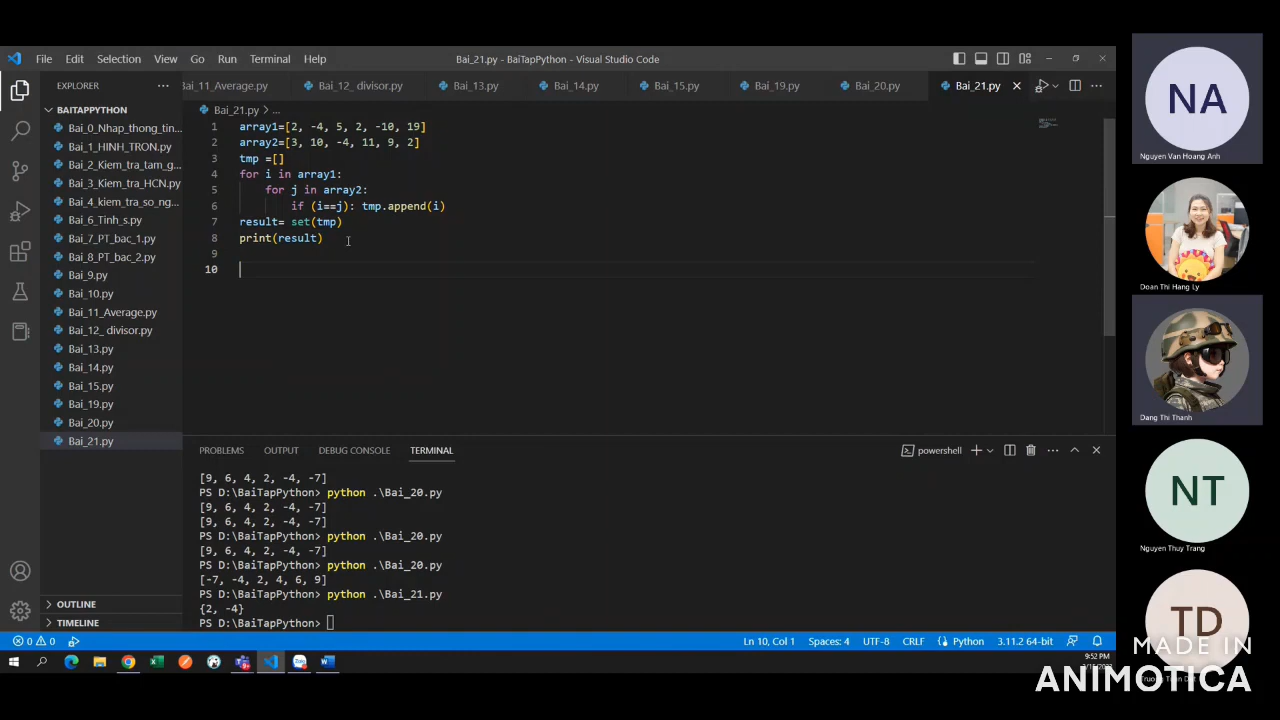 File Edit Selection View Go Run Terminal Help
Bai_21.py - BaiTapPython - Visual Studio Code
EXPLORER
BAITAPPYTHON
Bai_0_Nhap_thong_tin...
Bai_1_HINH_TRON.py
Bai_2_Kiem_tra_tam_g...
Bai_3_Kiem_tra_HCN.py
Bai_4_kiem_tra_so_ng...
Bai_6_Tinh_s.py
Bai_7_PT_bac_1.py
Bai_8_PT_bac_2.py
Bai_9.py
Bai_10.py
Bai_11_Average.py
Bai_12_ divisor.py
Bai_13.py
Bai_14.py
Bai_15.py
Bai_19.py
Bai_20.py
Bai_21.py
OUTLINE
TIMELINE
Bai_11_Average.py Bai_12_ divisor.py Bai_13.py Bai_14.py Bai_15.py Bai_19.py Bai_20.py Bai_21.py
Bai_21.py > ...
1 array1=[2, -4, 5, 2, -10, 19]
2 array2=[3, 10, -4, 11, 9, 2]
3 tmp =[]
4 for i in array1:
5 for j in array2:
6 if (i==j): tmp.append(i)
7 result= set(tmp)
8 print(result)
9
10
PROBLEMS OUTPUT DEBUG CONSOLE TERMINAL
powershell
[9, 6, 4, 2, -4, -7]
PS D:\BaiTapPython> python .\Bai_20.py
[9, 6, 4, 2, -4, -7]
[9, 6, 4, 2, -4, -7]
PS D:\BaiTapPython> python .\Bai_20.py
[9, 6, 4, 2, -4, -7]
PS D:\BaiTapPython> python .\Bai_20.py
[-7, -4, 2, 4, 6, 9]
PS D:\BaiTapPython> python .\Bai_21.py
{2, -4}
PS D:\BaiTapPython>
0 0
Ln 10, Col 1 Spaces: 4 UTF-8 CRLF Python 3.11.2 64-bit
9:52 PM
NA
Nguyen Van Hoang Anh
Doan Thi Hang Ly
Dang Thi Thanh
NT
Nguyen Thuy Trang
TD
MADE IN
ANIMOTICA